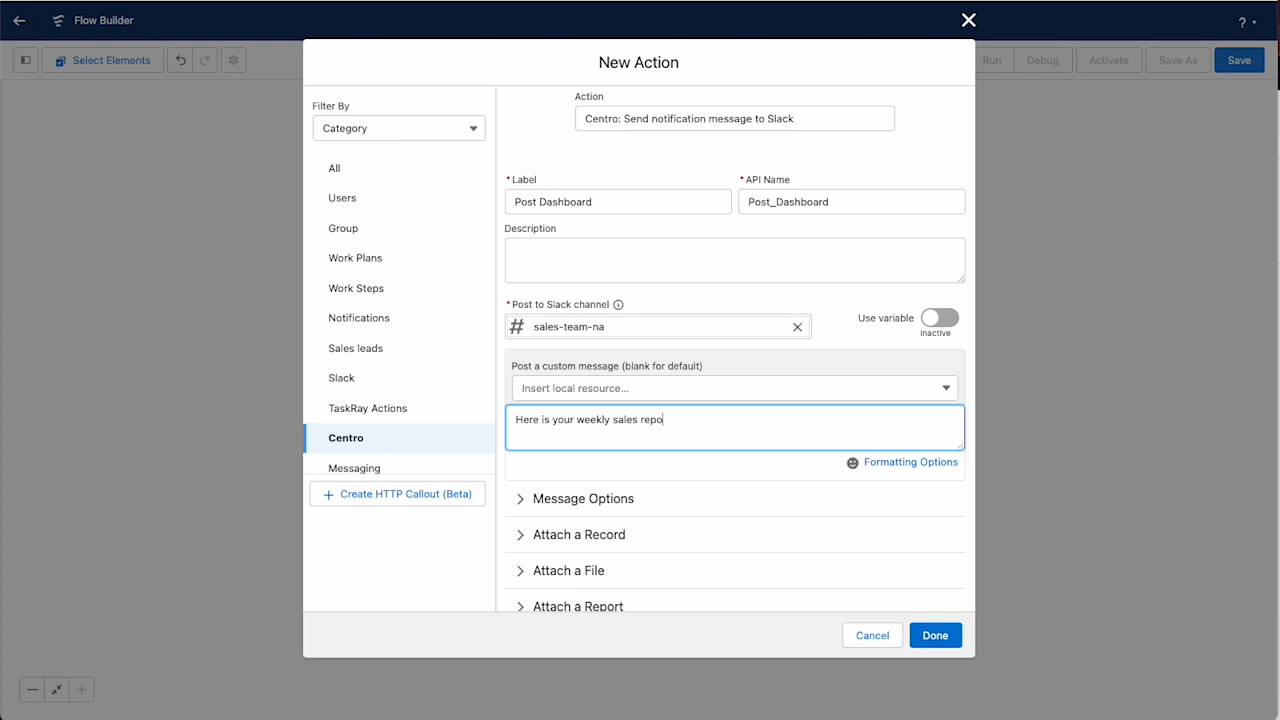 Flow Builder
?
Select Elements
Run
Debug
Activate
Save As
Save
New Action
Filter By
Category
All
Users
Group
Work Plans
Work Steps
Notifications
Sales leads
Slack
TaskRay Actions
Centro
Messaging
+ Create HTTP Callout (Beta)
Action
Centro: Send notification message to Slack
* Label
* API Name
Post Dashboard
Post_Dashboard
Description
* Post to Slack channel
# sales-team-na
Use variable
Inactive
Post a custom message (blank for default)
Insert local resource...
Here is your weekly sales repo
Formatting Options
Message Options
Attach a Record
Attach a File
Attach a Report
Cancel
Done